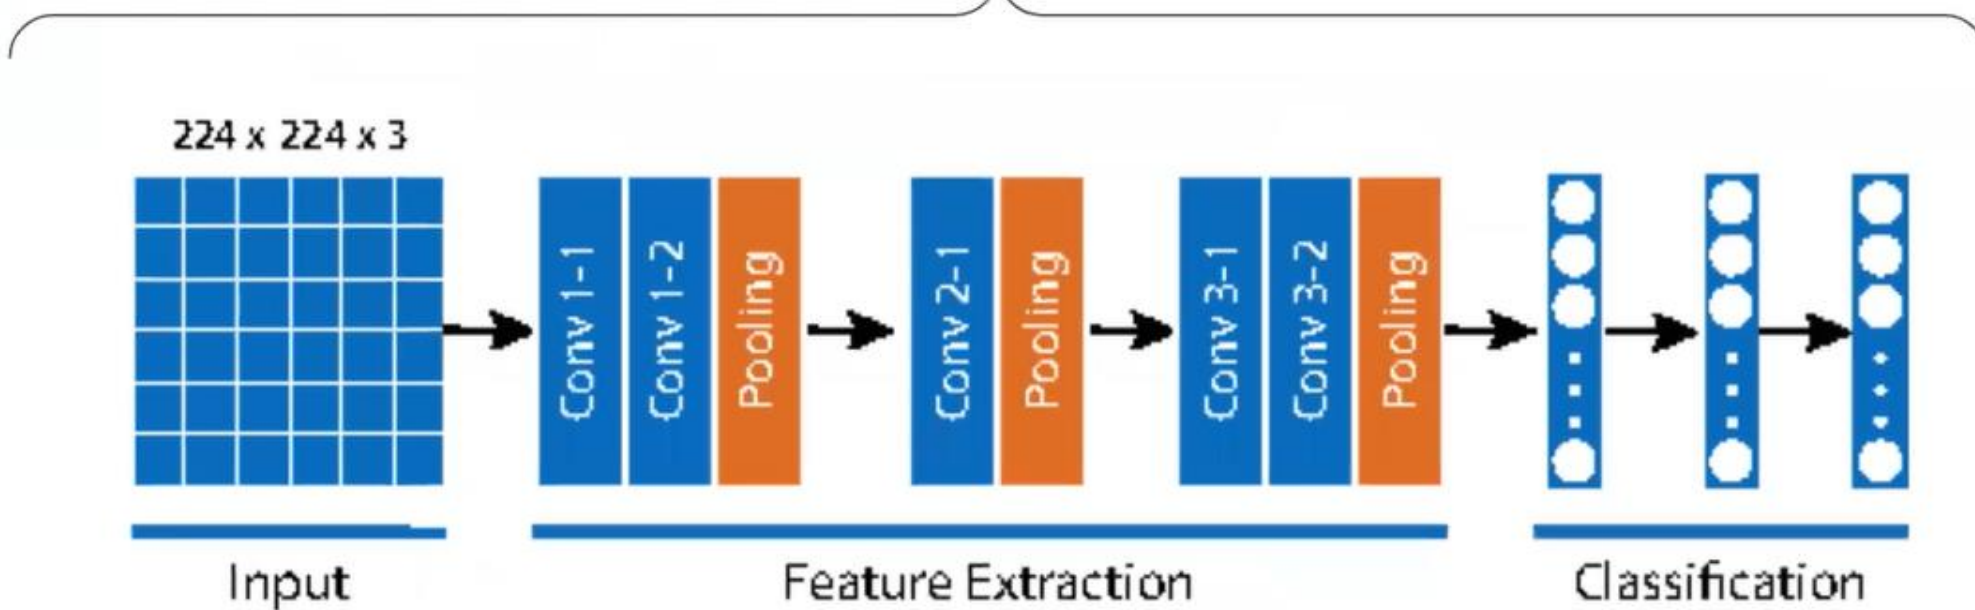 224 x 224 x 3
Conv 1-1
Conv 1-2
Pooling
Conv 2-1
Pooling
Conv 3-1
Conv 3-2
Pooling
Input
Feature Extraction
Classification